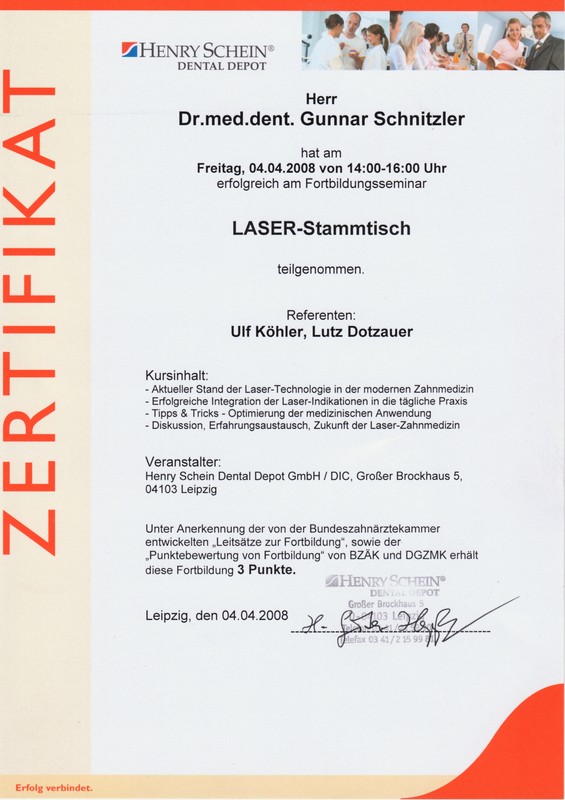 HENRY SCHEIN®
DENTAL DEPOT
ZERTIFIKAT
Herr
Dr.med.dent. Gunnar Schnitzler
hat am
Freitag, 04.04.2008 von 14:00-16:00 Uhr
erfolgreich am Fortbildungsseminar
LASER-Stammtisch
teilgenommen.
Referenten:
Ulf Köhler, Lutz Dotzauer
Kursinhalt:
- Aktueller Stand der Laser-Technologie in der modernen Zahnmedizin
- Erfolgreiche Integration der Laser-Indikationen in die tägliche Praxis
- Tipps & Tricks - Optimierung der medizinischen Anwendung
- Diskussion, Erfahrungsaustausch, Zukunft der Laser-Zahnmedizin
Veranstalter:
Henry Schein Dental Depot GmbH / DIC, Großer Brockhaus 5,
04103 Leipzig
Unter Anerkennung der von der Bundeszahnärztekammer
entwickelten „Leitsätze zur Fortbildung“, sowie der
„Punktebewertung von Fortbildung“ von BZÄK und DGZMK erhält
diese Fortbildung 3 Punkte.
HENRY SCHEIN®
DENTAL DEPOT
Großer Brockhaus 5
Leipzig, den 04.04.2008
Telefax 03 41/2 15 99
Erfolg verbindet.